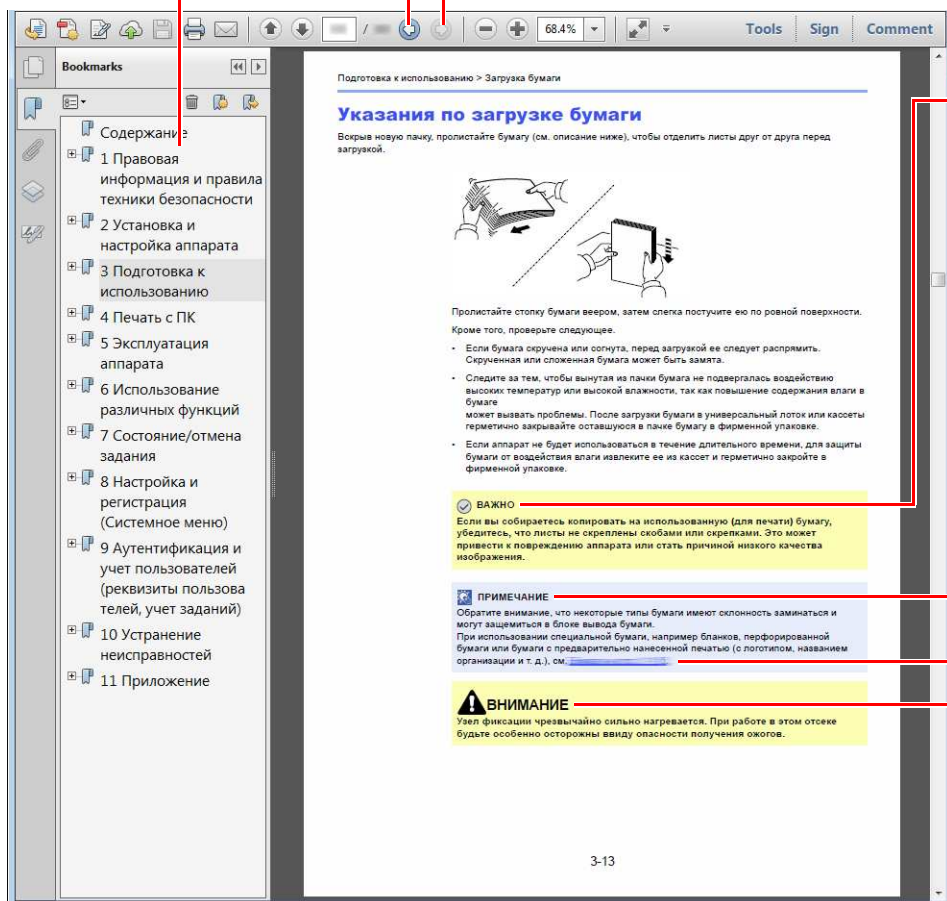 /
68.4%
Tools
Sign
Comment
Bookmarks
Содержание
1 Правовая
информация и правила
техники безопасности
2 Установка и
настройка аппарата
3 Подготовка к
использованию
4 Печать с ПК
5 Эксплуатация
аппарата
6 Использование
различных функций
7 Состояние/отмена
задания
8 Настройка и
регистрация
(Системное меню)
9 Аутентификация и
учет пользователей
(реквизиты пользова
телей, учет заданий)
10 Устранение
неисправностей
11 Приложение
Подготовка к использованию > Загрузка бумаги
Указания по загрузке бумаги
Вскрыв новую пачку, пролистайте бумагу (см. описание ниже), чтобы отделить листы друг от друга перед
загрузкой.
Пролистайте стопку бумаги веером, затем слегка постучите ею по ровной поверхности.
Кроме того, проверьте следующее.
• Если бумага скручена или согнута, перед загрузкой ее следует распрямить.
Скрученная или сложенная бумага может быть замята.
• Следите за тем, чтобы вынутая из пачки бумага не подвергалась воздействию
высоких температур или высокой влажности, так как повышение содержания влаги в
бумаге
может вызвать проблемы. После загрузки бумаги в универсальный лоток или кассеты
герметично закрывайте оставшуюся в пачке бумагу в фирменной упаковке.
• Если аппарат не будет использоваться в течение длительного времени, для защиты
бумаги от воздействия влаги извлеките ее из кассет и герметично закройте в
фирменной упаковке.
ВАЖНО
Если вы собираетесь копировать на использованную (для печати) бумагу,
убедитесь, что листы не скреплены скобами или скрепками. Это может
привести к повреждению аппарата или стать причиной низкого качества
изображения.
ПРИМЕЧАНИЕ
Обратите внимание, что некоторые типы бумаги имеют склонность заминаться и
могут защемиться в блоке вывода бумаги.
При использовании специальной бумаги, например бланков, перфорированной
бумаги или бумаги с предварительно нанесенной печатью (с логотипом, названием
организации и т. д.), см.
ВНИМАНИЕ
Узел фиксации чрезвычайно сильно нагревается. При работе в этом отсеке
будьте особенно осторожны ввиду опасности получения ожогов.
3-13